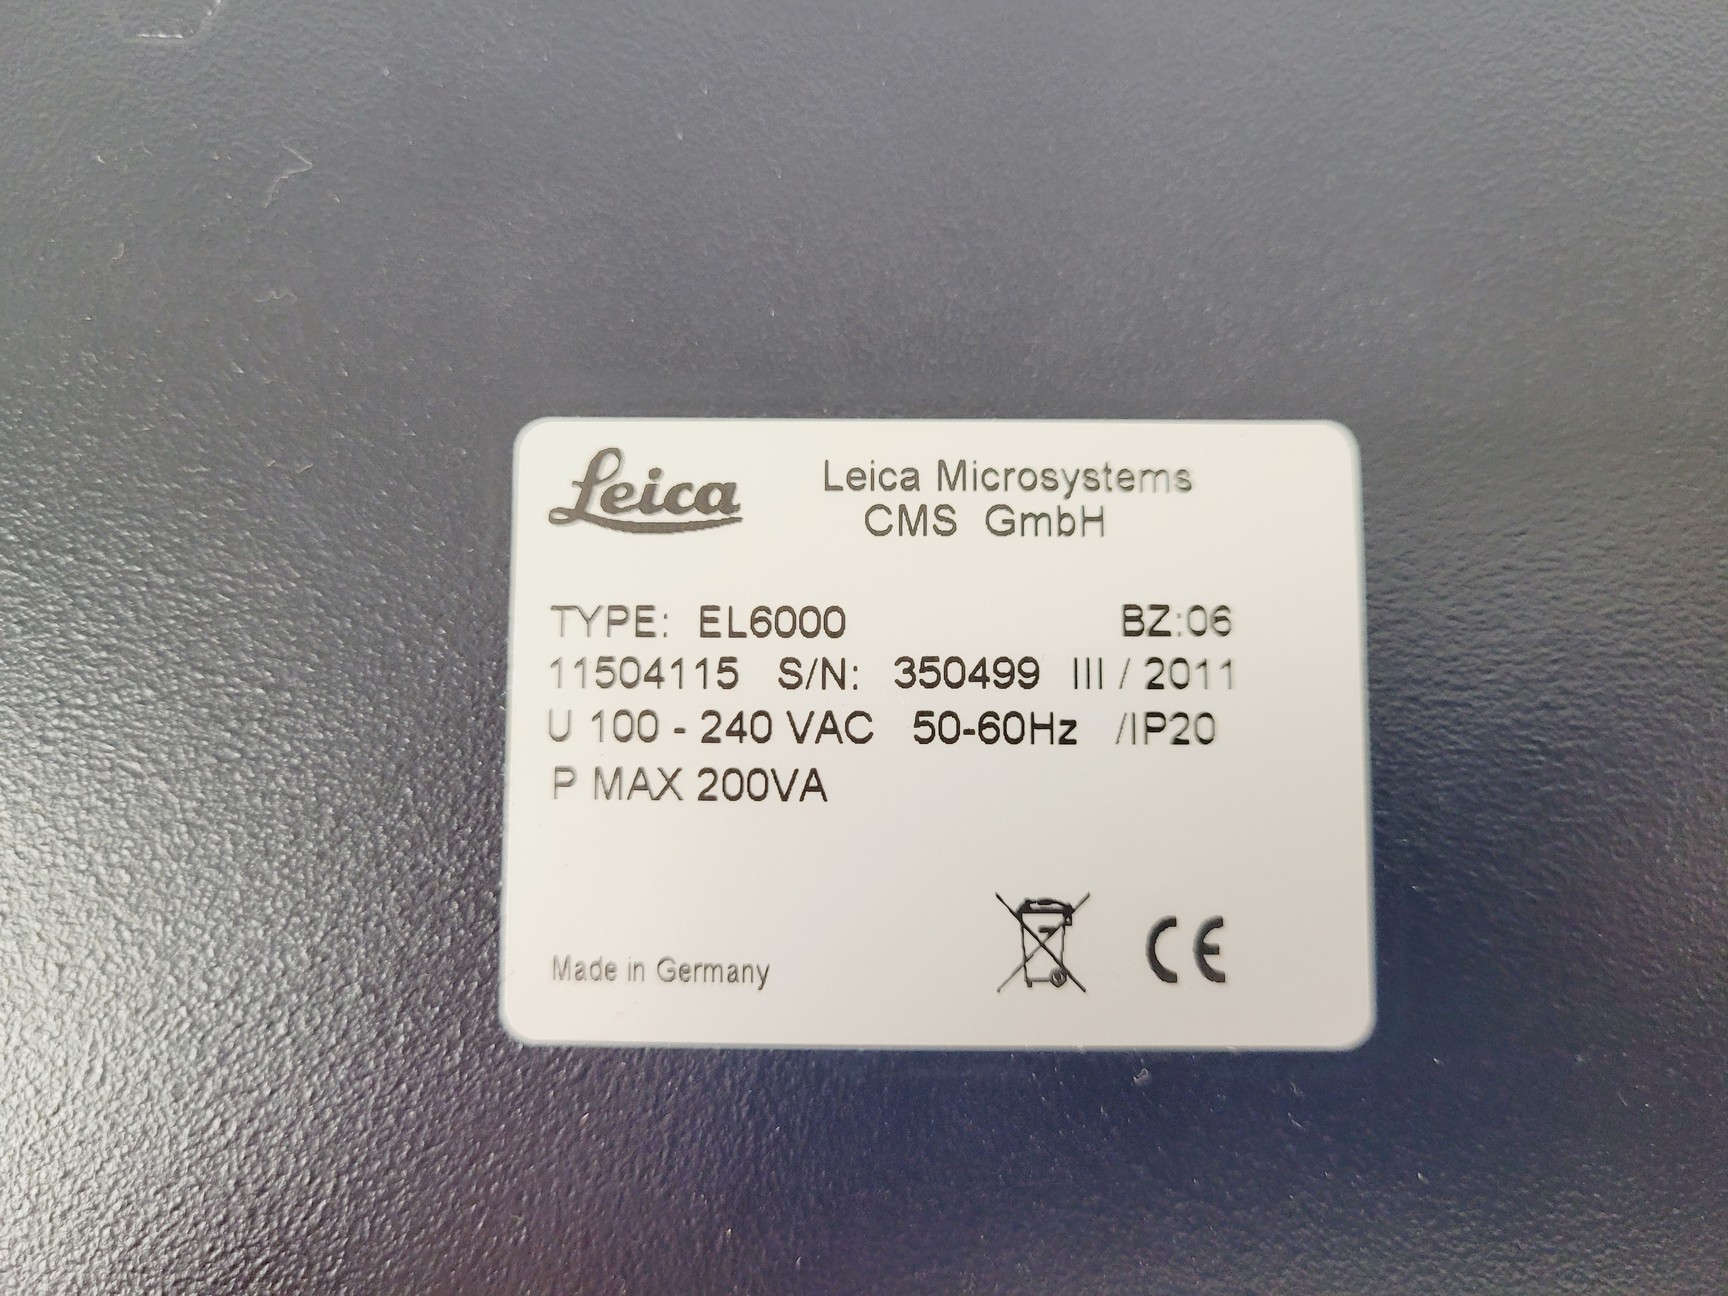 Leica
Leica Microsystems
CMS GmbH
TYPE: EL6000 BZ:06
11504115 S/N: 350499 III / 2011
U 100 - 240 VAC 50-60Hz /IP20
P MAX 200VA
Made in Germany CE